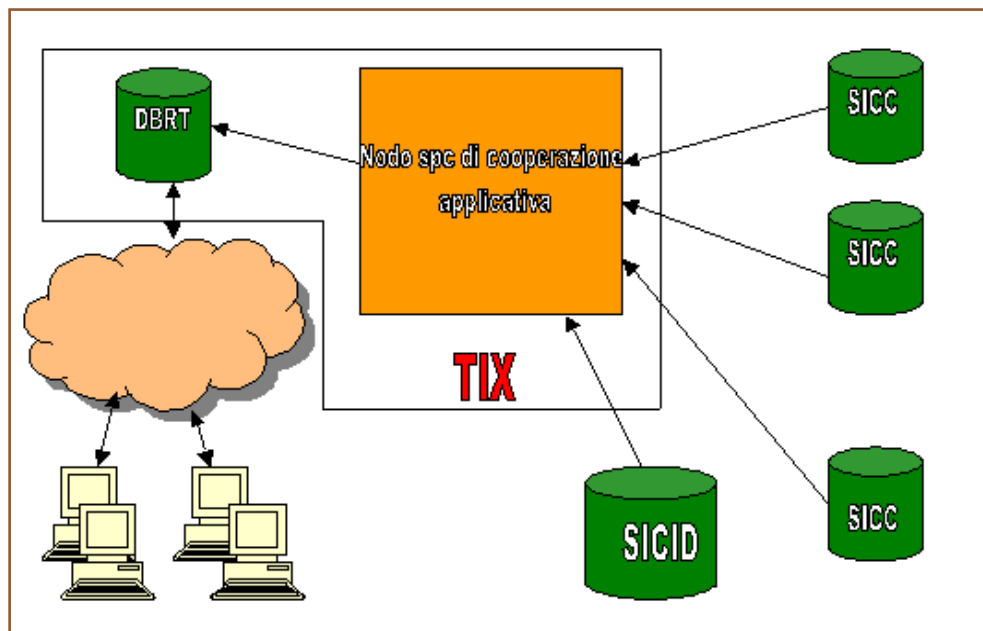 DBRT
Nodo spc di cooperazione
applicativa
SICC
SICC
TIX
SICID
SICC